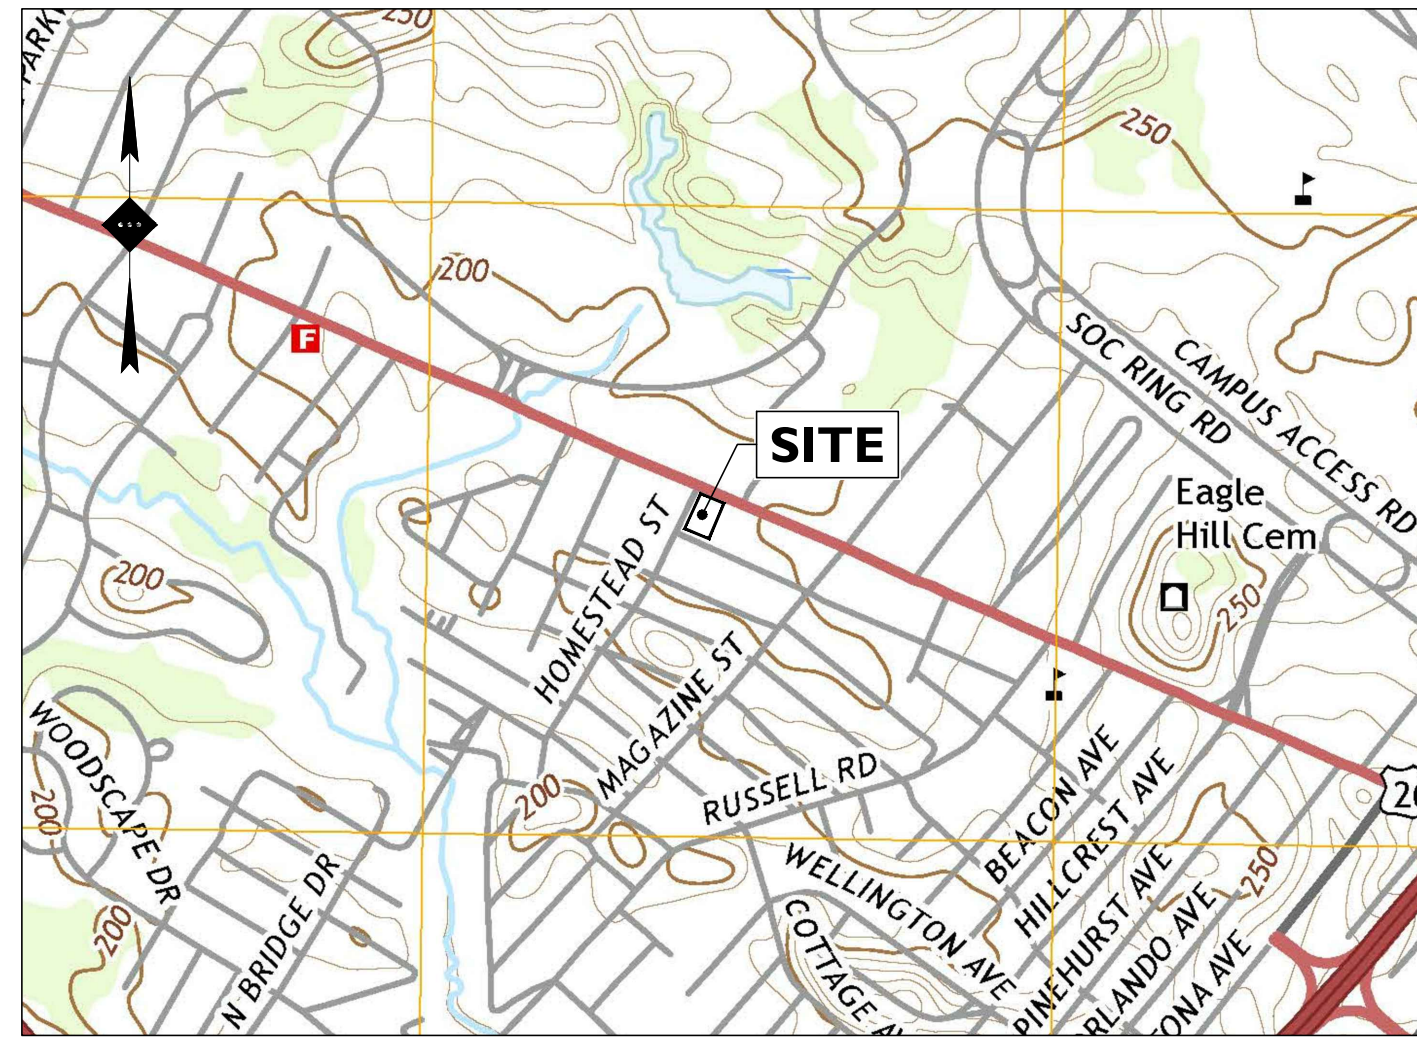 250
250
200
SOC RING RD
CAMPUS ACCESS RD
F
SITE
Eagle
Hill Cem
HOMESTEAD ST
200
250
MAGAZINE ST
WOODSCAPE DR
RUSSELL RD
200
200
BEACON AVE
HILLCREST AVE
WELLINGTON AVE
250
PINEHURST AVE
N BRIDGE DR
COTTAGE
200